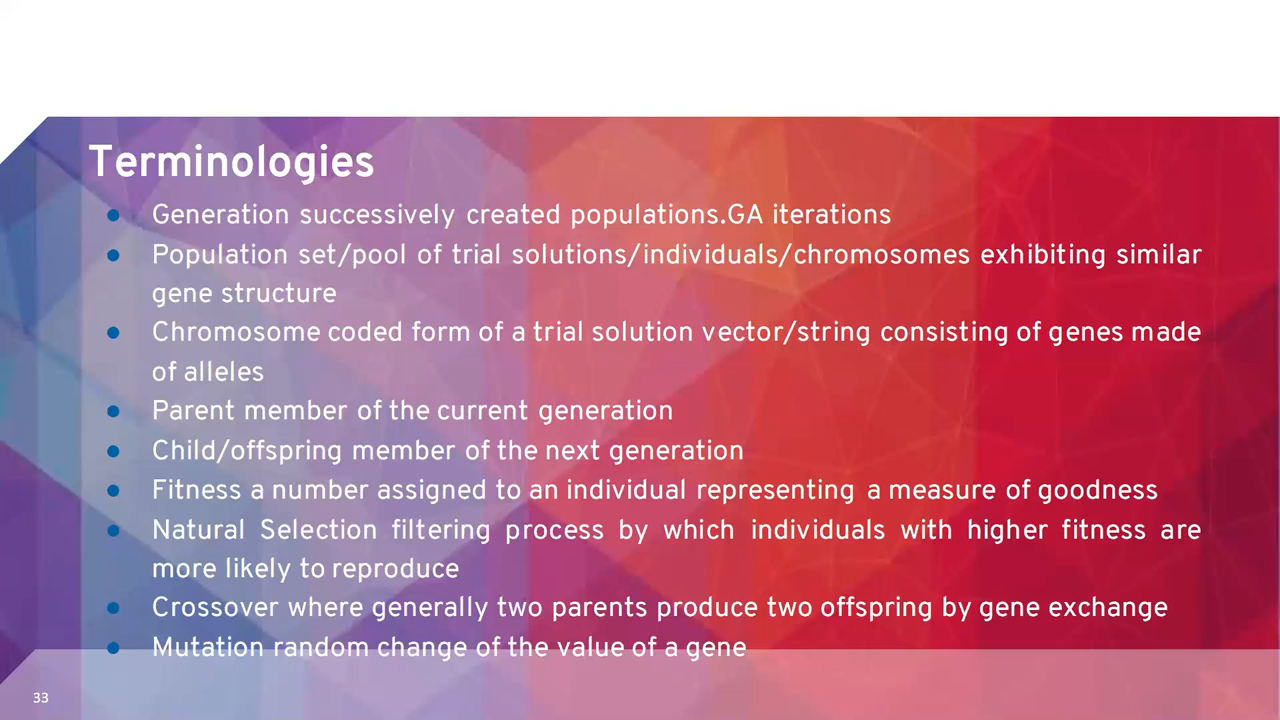 Terminologies
● Generation successively created populations.GA iterations
● Population set/pool of trial solutions/individuals/chromosomes exhibiting similar
gene structure
● Chromosome coded form of a trial solution vector/string consisting of genes made
of alleles
● Parent member of the current generation
● Child/offspring member of the next generation
● Fitness a number assigned to an individual representing a measure of goodness
● Natural Selection filtering process by which individuals with higher fitness are
more likely to reproduce
● Crossover where generally two parents produce two offspring by gene exchange
● Mutation random change of the value of a gene
33